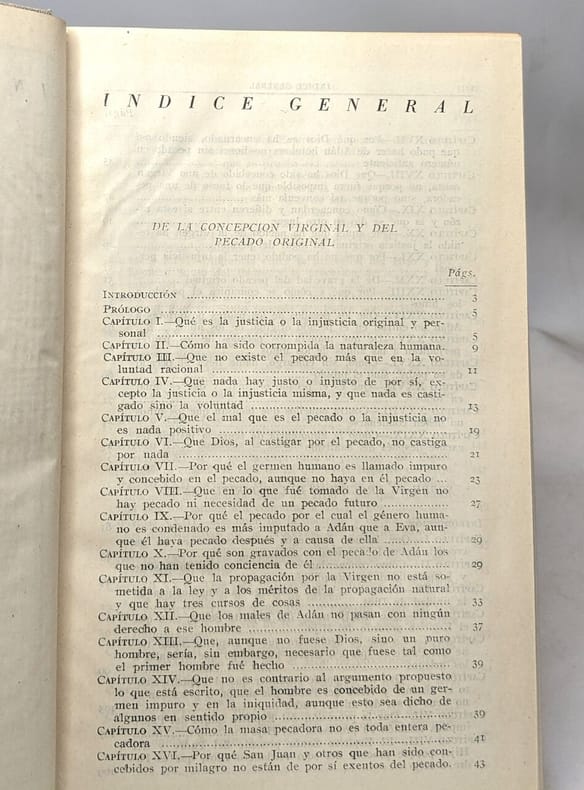 INDICE GENERAL
DE LA CONCEPCION VIRGINAL Y DEL
PECADO ORIGINAL
Págs.
INTRODUCCIÓN ........ 3
PRÓLOGO ........ 5
CAPÍTULO I.—Qué es la justicia o la injusticia original y per-
sonal ........ 5
CAPÍTULO II.—Cómo ha sido corrompida la naturaleza humana. 9
CAPÍTULO III.—Que no existe el pecado más que en la vo-
luntad racional ........ 11
CAPÍTULO IV.—Que nada hay justo o injusto de por sí, ex-
cepto la justicia o la injusticia misma, y que nada es casti-
gado sino la voluntad ........ 13
CAPÍTULO V.—Que el mal que es el pecado o la injusticia no
es nada positivo ........ 19
CAPÍTULO VI.—Que Dios, al castigar por el pecado, no castiga
por nada ........ 21
CAPÍTULO VII.—Por qué el germen humano es llamado impuro
y concebido en el pecado, aunque no haya en él pecado ... 23
CAPÍTULO VIII.—Que en lo que fué tomado de la Virgen no
hay pecado ni necesidad de un pecado futuro ........ 27
CAPÍTULO IX.—Por qué el pecado por el cual el género huma-
no es condenado es más imputado a Adán que a Eva, aun-
que él haya pecado después y a causa de ella ........ 29
CAPÍTULO X.—Por qué son gravados con el pecado de Adán los
que no han tenido conciencia de él ........ 29
CAPÍTULO XI.—Que la propagación por la Virgen no está so-
metida a la ley y a los méritos de la propagación natural
y que hay tres cursos de cosas ........ 33
CAPÍTULO XII.—Que los males de Adán no pasan con ningún
derecho a ese hombre ........ 37
CAPÍTULO XIII.—Que, aunque no fuese Dios, sino un puro
hombre, sería, sin embargo, necesario que fuese tal como
el primer hombre fué hecho ........ 39
CAPÍTULO XIV.—Que no es contrario al argumento propuesto
lo que está escrito, que el hombre es concebido de un ger-
men impuro y en la iniquidad, aunque esto sea dicho de
algunos en sentido propio ........ 39
CAPÍTULO XV.—Cómo la masa pecadora no es toda entera pe-
cadora ........ 41
CAPÍTULO XVI.—Por qué San Juan y otros que han sido con-
cebidos por milagro no están de por sí exentos del pecado. 43